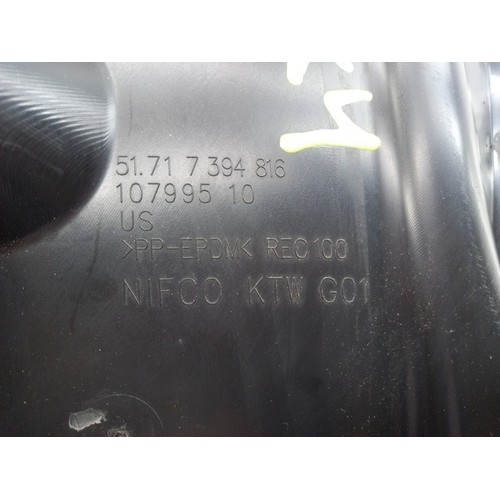 51.71 7 394 816
107995 10
US
>PP-EPDM< REC100
NIFCO KTW G01